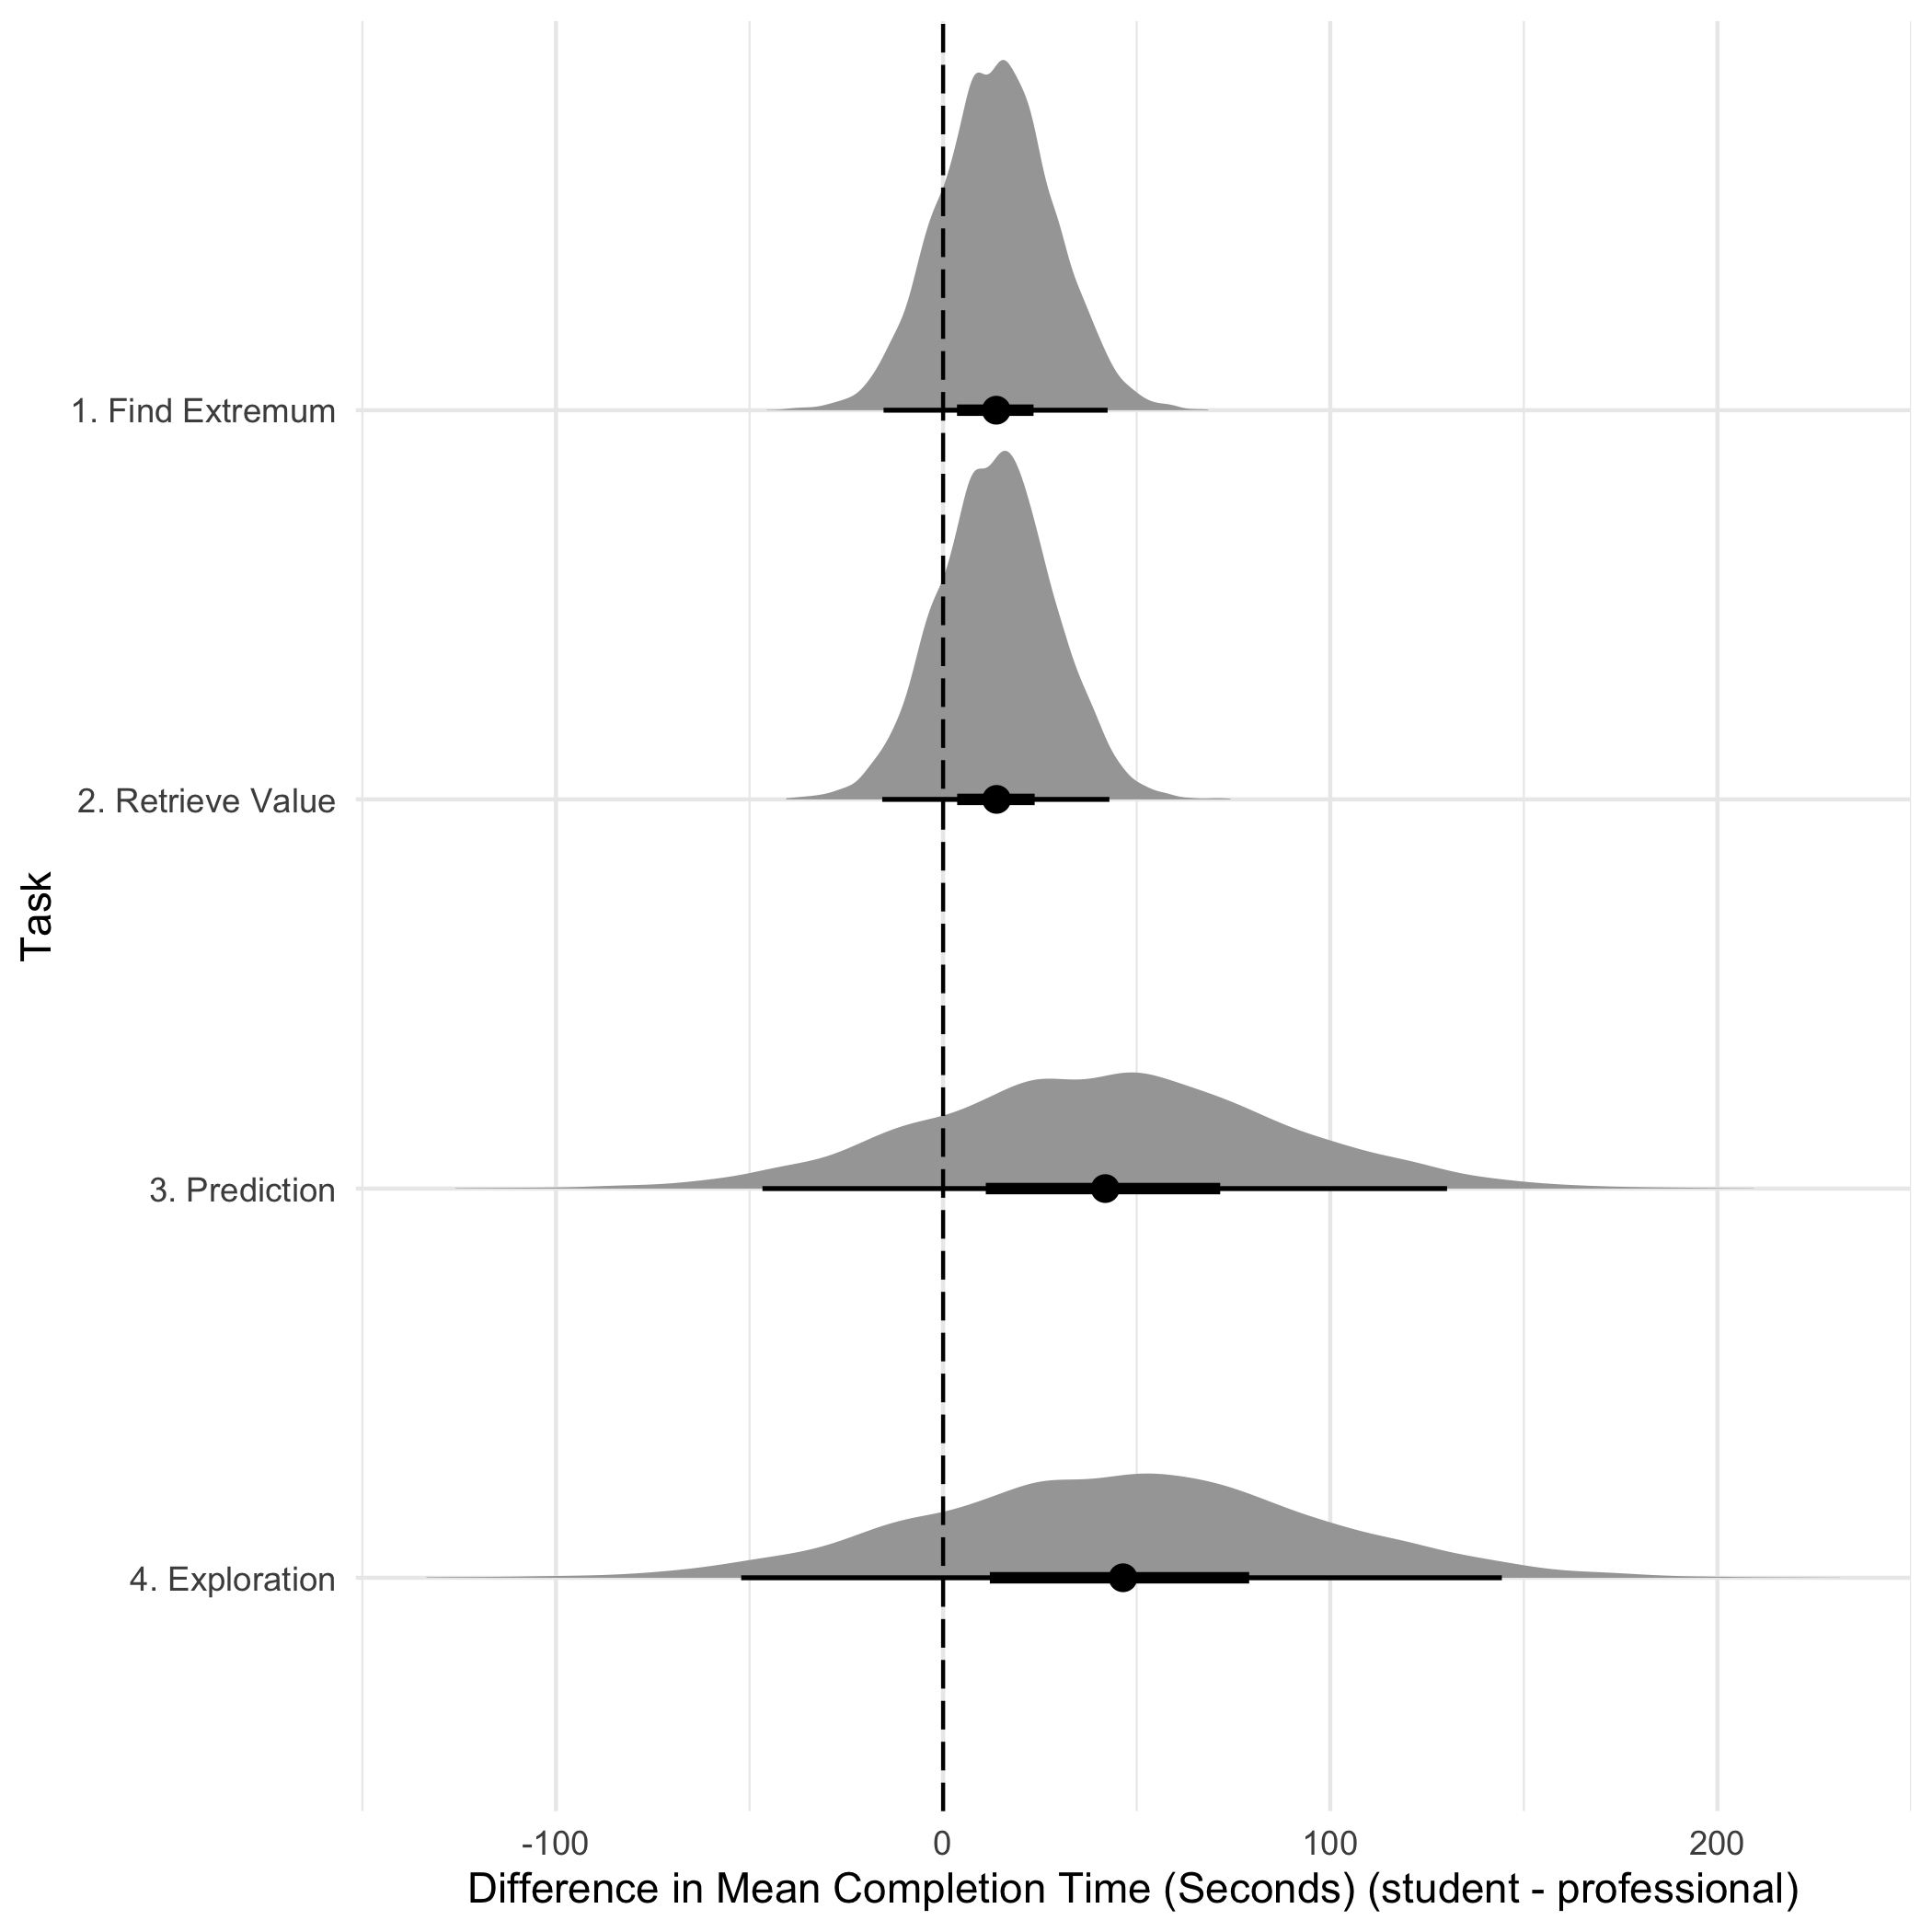 1. Find Extremum
2. Retrieve Value
Task
3. Prediction
4. Exploration
-100 0 100 200
Difference in Mean Completion Time (Seconds) (student - professional)